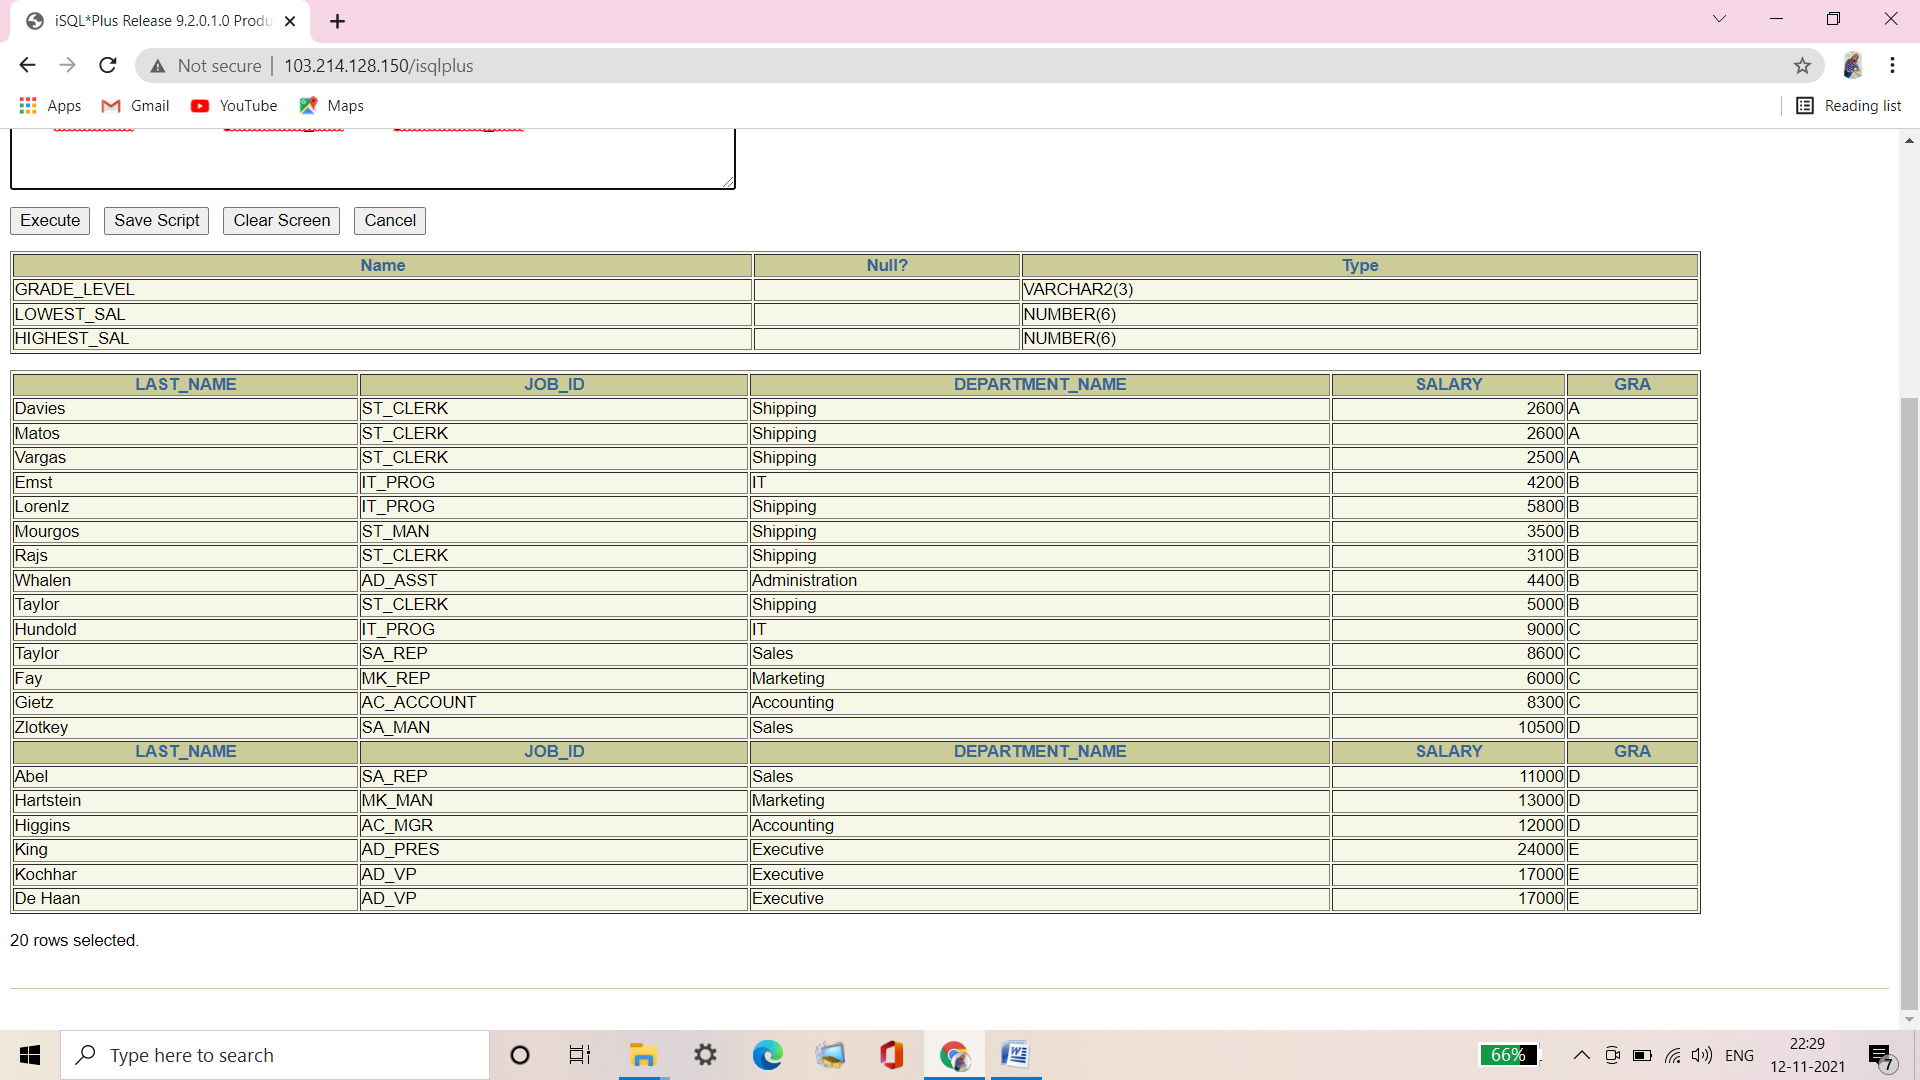 iSQL*Plus Release 9.2.0.1.0 Produ
Not secure 103.214.128.150/isqlplus
Apps Gmail YouTube Maps Reading list
Execute Save Script Clear Screen Cancel
Name Null? Type
GRADE_LEVEL VARCHAR2(3)
LOWEST_SAL NUMBER(6)
HIGHEST_SAL NUMBER(6)
LAST_NAME JOB_ID DEPARTMENT_NAME SALARY GRA
Davies ST_CLERK Shipping 2600 A
Matos ST_CLERK Shipping 2600 A
Vargas ST_CLERK Shipping 2500 A
Emst IT_PROG IT 4200 B
Lorenlz IT_PROG Shipping 5800 B
Mourgos ST_MAN Shipping 3500 B
Rajs ST_CLERK Shipping 3100 B
Whalen AD_ASST Administration 4400 B
Taylor ST_CLERK Shipping 5000 B
Hundold IT_PROG IT 9000 C
Taylor SA_REP Sales 8600 C
Fay MK_REP Marketing 6000 C
Gietz AC_ACCOUNT Accounting 8300 C
Zlotkey SA_MAN Sales 10500 D
LAST_NAME JOB_ID DEPARTMENT_NAME SALARY GRA
Abel SA_REP Sales 11000 D
Hartstein MK_MAN Marketing 13000 D
Higgins AC_MGR Accounting 12000 D
King AD_PRES Executive 24000 E
Kochhar AD_VP Executive 17000 E
De Haan AD_VP Executive 17000 E
20 rows selected.
Type here to search 66% ENG 22:29
12-11-2021 7